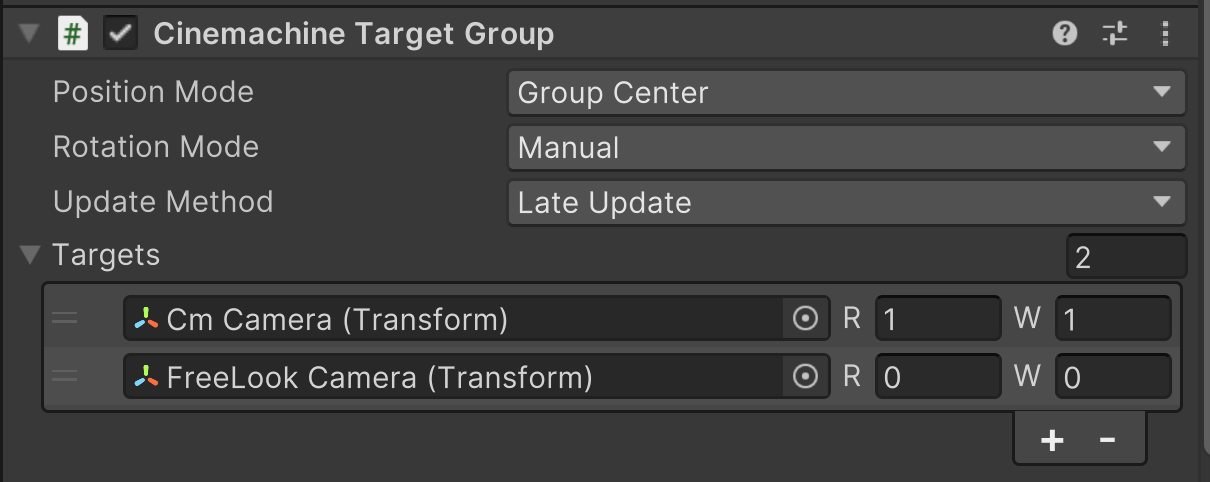 # Cinemachine Target Group ?
Position Mode Group Center
Rotation Mode Manual
Update Method Late Update
Targets 2
Cm Camera (Transform) R 1 W 1
FreeLook Camera (Transform) R 0 W 0
+ -